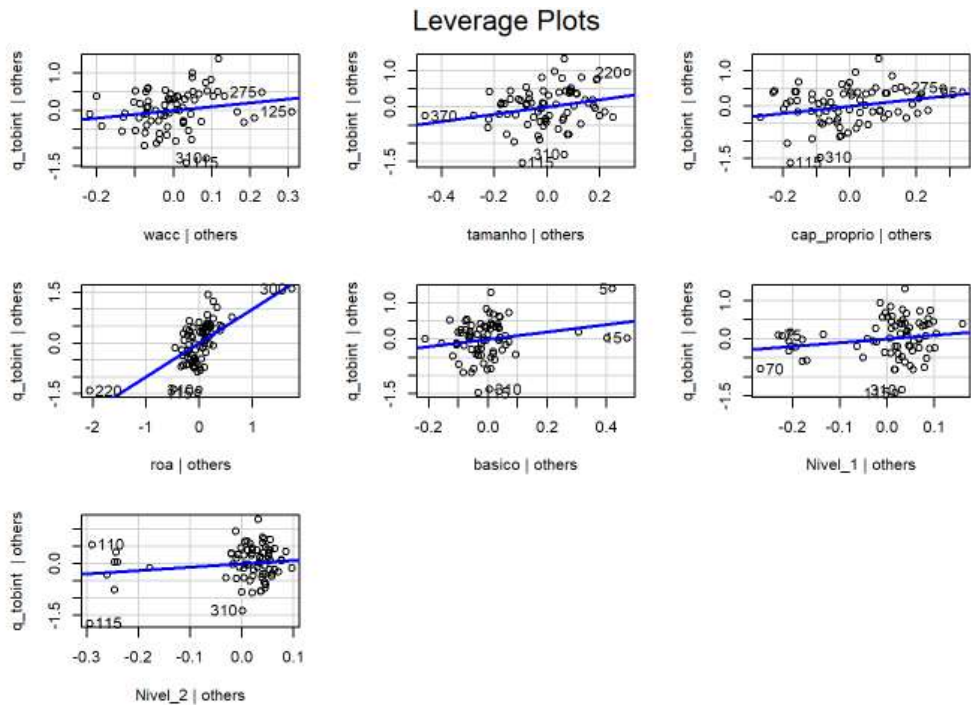 Leverage Plots
q_tobint | others
-1.5 0.0 1.0
275
125
310
115
-0.2 -0.1 0.0 0.1 0.2 0.3
wacc | others
q_tobint | others
-1.5 0.0 1.0
220
370
310
115
-0.4 -0.2 0.0 0.2
tamanho | others
q_tobint | others
-1.5 0.0 1.0
275
115
310
-0.2 0.0 0.2
cap_proprio | others
q_tobint | others
-1.5 0.0 1.5
300
220
310
-2 -1 0 1
roa | others
q_tobint | others
-1.5 0.0 1.0
5
310
-0.2 0.0 0.2 0.4
basico | others
q_tobint | others
-1.5 0.0 1.0
70
310
-0.2 -0.1 0.0 0.1
Nivel_1 | others
q_tobint | others
-1.5 0.0
110
310
115
-0.3 -0.2 -0.1 0.0 0.1
Nivel_2 | others